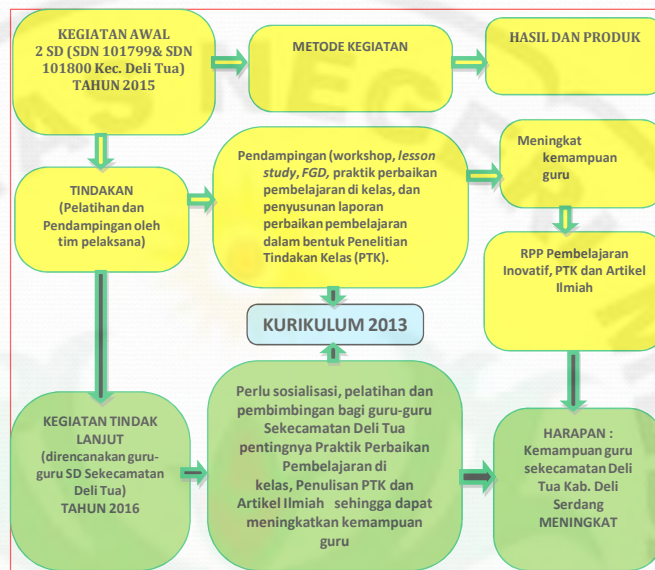 KEGIATAN AWAL
2 SD (SDN 101799& SDN
101800 Kec. Deli Tua)
TAHUN 2015
METODE KEGIATAN
HASIL DAN PRODUK
TINDAKAN
(Pelatihan dan
Pendampingan oleh
tim pelaksana)
Pendampingan (workshop, lesson
study, FGD, praktik perbaikan
pembelajaran di kelas, dan
penyusunan laporan
perbaikan pembelajaran
dalam bentuk Penelitian
Tindakan Kelas (PTK).
Meningkat
kemampuan
guru
RPP Pembelajaran
Inovatif, PTK dan Artikel
Ilmiah
KURIKULUM 2013
KEGIATAN TINDAK
LANJUT
(direncanakan guru-
guru SD Sekecamatan
Deli Tua)
TAHUN 2016
Perlu sosialisasi, pelatihan dan
pembimbingan bagi guru-guru
Sekecamatan Deli Tua
pentingnya Praktik Perbaikan
Pembelajaran di
kelas, Penulisan PTK dan
Artikel Ilmiah sehingga dapat
meningkatkan kemampuan
guru
HARAPAN :
Kemampuan guru
sekecamatan Deli
Tua Kab. Deli
Serdang
MENINGKAT